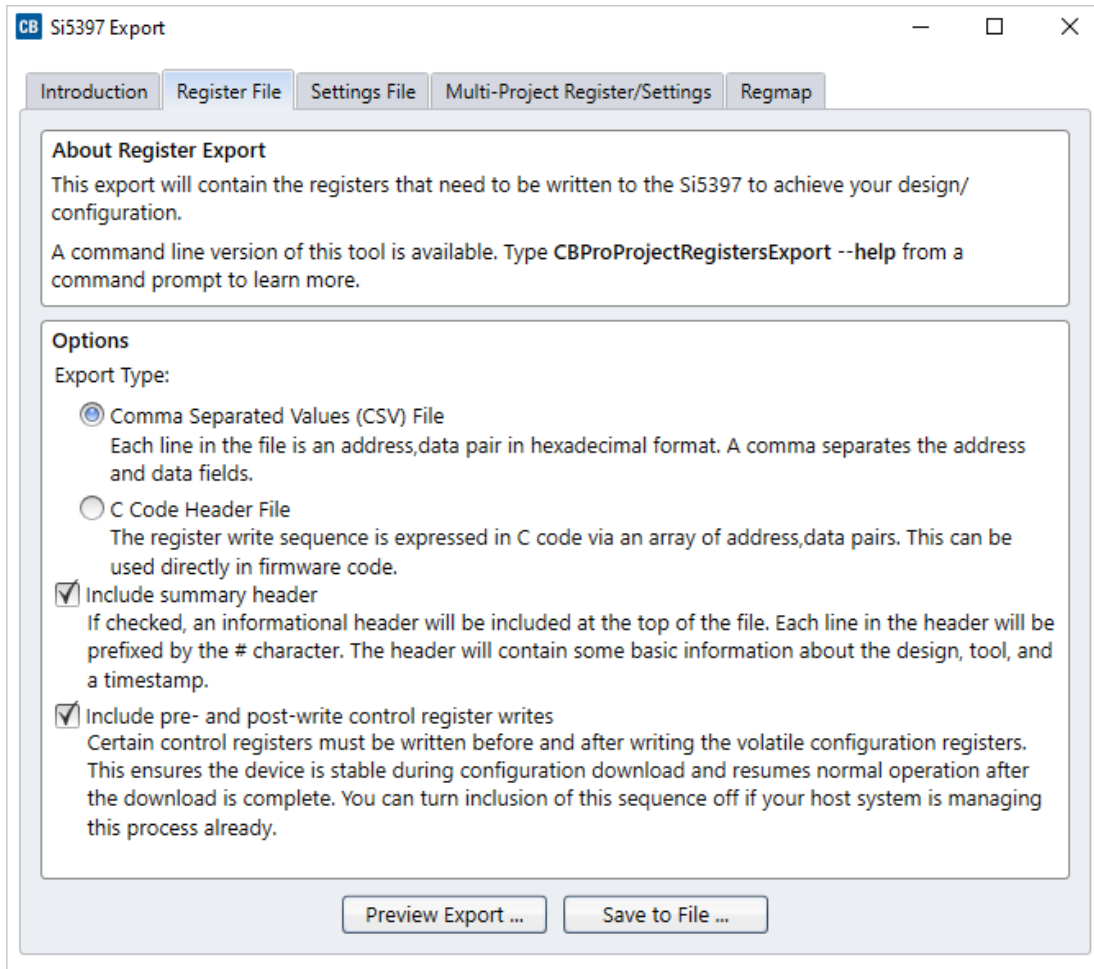 CB Si5397 Export
Introduction Register File Settings File Multi-Project Register/Settings Regmap
About Register Export
This export will contain the registers that need to be written to the Si5397 to achieve your design/
configuration.
A command line version of this tool is available. Type CBProProjectRegistersExport --help from a
command prompt to learn more.
Options
Export Type:
Comma Separated Values (CSV) File
Each line in the file is an address,data pair in hexadecimal format. A comma separates the address
and data fields.
C Code Header File
The register write sequence is expressed in C code via an array of address,data pairs. This can be
used directly in firmware code.
Include summary header
If checked, an informational header will be included at the top of the file. Each line in the header will be
prefixed by the # character. The header will contain some basic information about the design, tool, and
a timestamp.
Include pre- and post-write control register writes
Certain control registers must be written before and after writing the volatile configuration registers.
This ensures the device is stable during configuration download and resumes normal operation after
the download is complete. You can turn inclusion of this sequence off if your host system is managing
this process already.
Preview Export ... Save to File ...